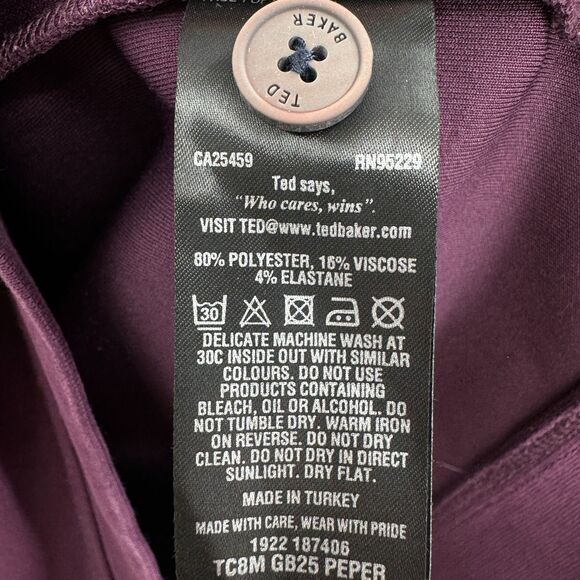 TED
BAKER
CA25459 RN95229
Ted says,
"Who cares, wins".
VISIT TED@www.tedbaker.com
80% POLYESTER, 16% VISCOSE
4% ELASTANE
30
DELICATE MACHINE WASH AT
30C INSIDE OUT WITH SIMILAR
COLOURS. DO NOT USE
PRODUCTS CONTAINING
BLEACH, OIL OR ALCOHOL. DO
NOT TUMBLE DRY. WARM IRON
ON REVERSE. DO NOT DRY
CLEAN. DO NOT DRY IN DIRECT
SUNLIGHT. DRY FLAT.
MADE IN TURKEY
MADE WITH CARE, WEAR WITH PRIDE
1922 187406
TC8M GB25 PEPER